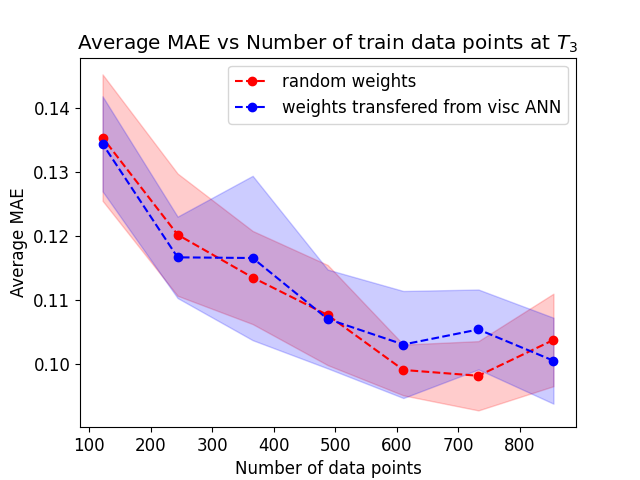 Average MAE vs Number of train data points at T₃
random weights
weights transfered from visc ANN
0.14
0.13
0.12
0.11
0.10
Average MAE
100 200 300 400 500 600 700 800
Number of data points